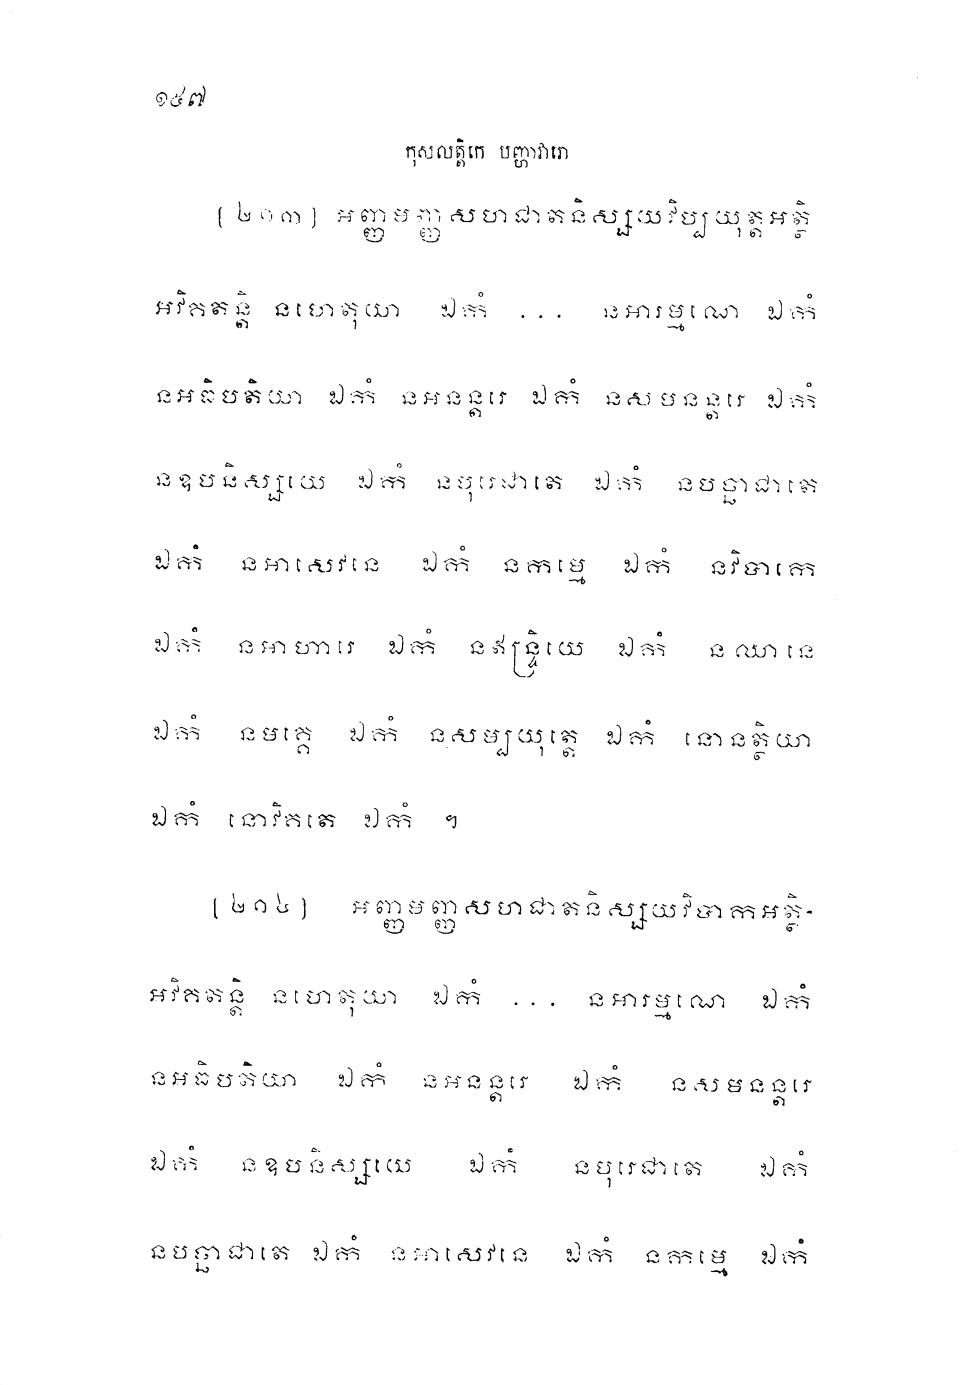 ១៥៧
កុសលត្តិកេ បញ្ហាវារោ
(២១៣) អញ្ញមញ្ញសហជាតនិស្សយវិប្បយុត្តអត្ថិ
អវិគតន្តិ នហេតុយា ឯកំ ... នអារម្មណេ ឯកំ
នអធិបតិយា ឯកំ នអនន្តរេ ឯកំ នសមនន្តរេ ឯកំ
នឧបនិស្សយេ ឯកំ នបុរេជាតេ ឯកំ នបច្ឆាជាតេ
ឯកំ នអាសេវនេ ឯកំ នកម្មេ ឯកំ នវិបាកេ
ឯកំ នអាហារេ ឯកំ នឥន្ទ្រិយេ ឯកំ នឈានេ
ឯកំ នមគ្គេ ឯកំ នសម្បយុត្តេ ឯកំ នោនត្ថិយា
ឯកំ នោវិគតេ ឯកំ ។
(២១៤) អញ្ញមញ្ញសហជាតនិស្សយវិបាកអត្ថិ-
អវិគតន្តិ នហេតុយា ឯកំ ... នអារម្មណេ ឯកំ
នអធិបតិយា ឯកំ នអនន្តរេ ឯកំ នសមនន្តរេ
ឯកំ នឧបនិស្សយេ ឯកំ នបុរេជាតេ ឯកំ
នបច្ឆាជាតេ ឯកំ នអាសេវនេ ឯកំ នកម្មេ ឯកំ